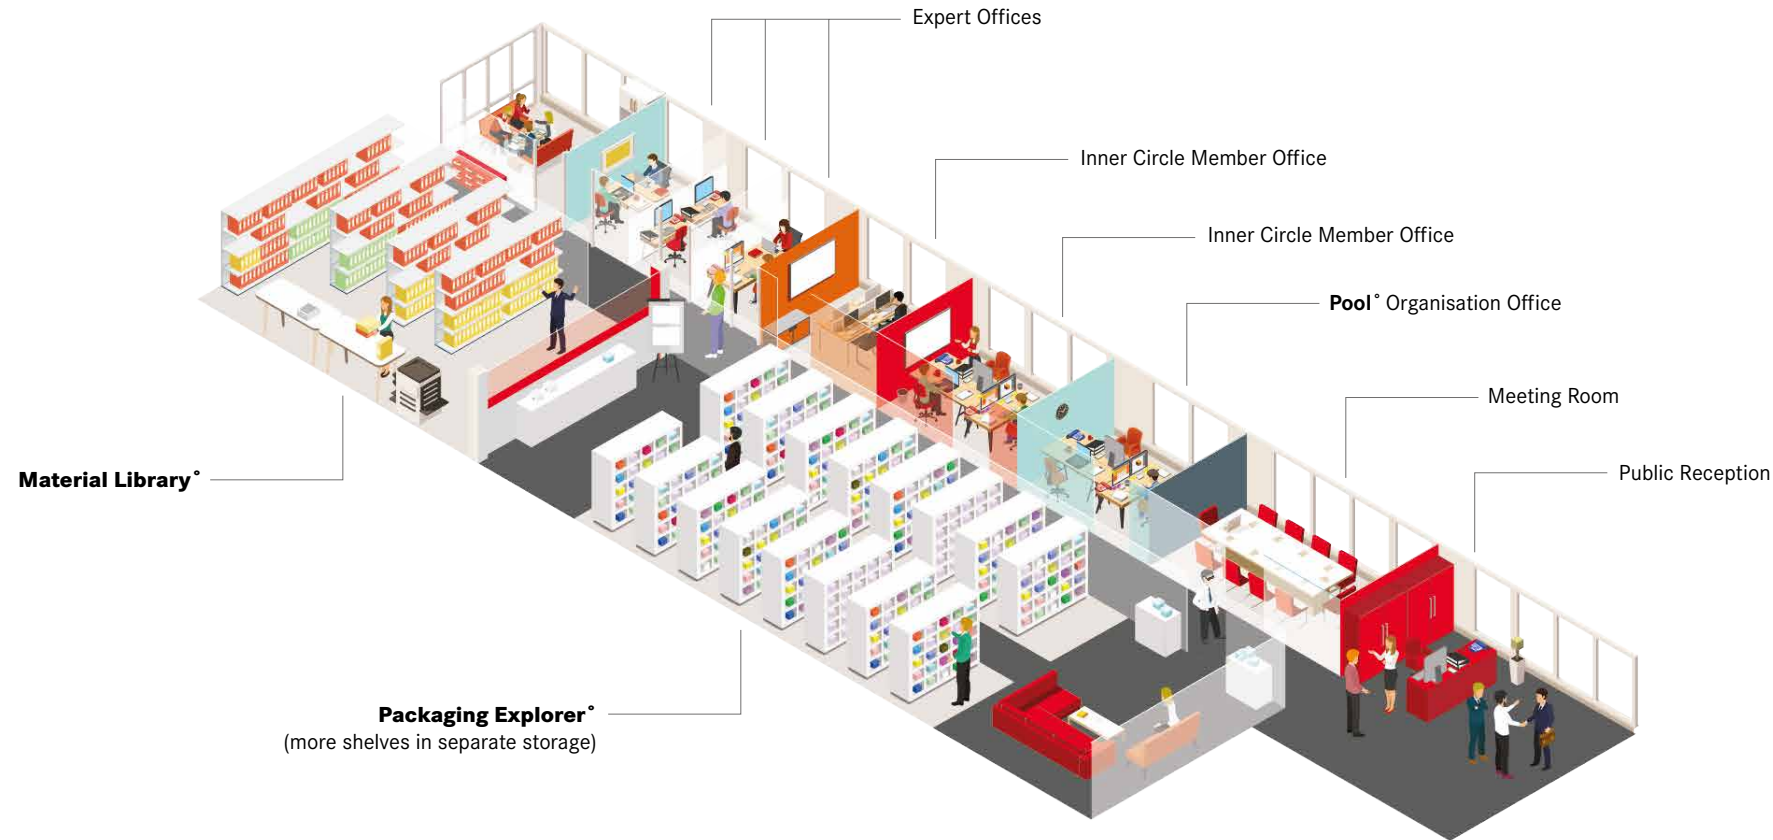 Expert Offices
Inner Circle Member Office
Inner Circle Member Office
Pool° Organisation Office
Meeting Room
Public Reception
Material Library°
Packaging Explorer°
(more shelves in separate storage)